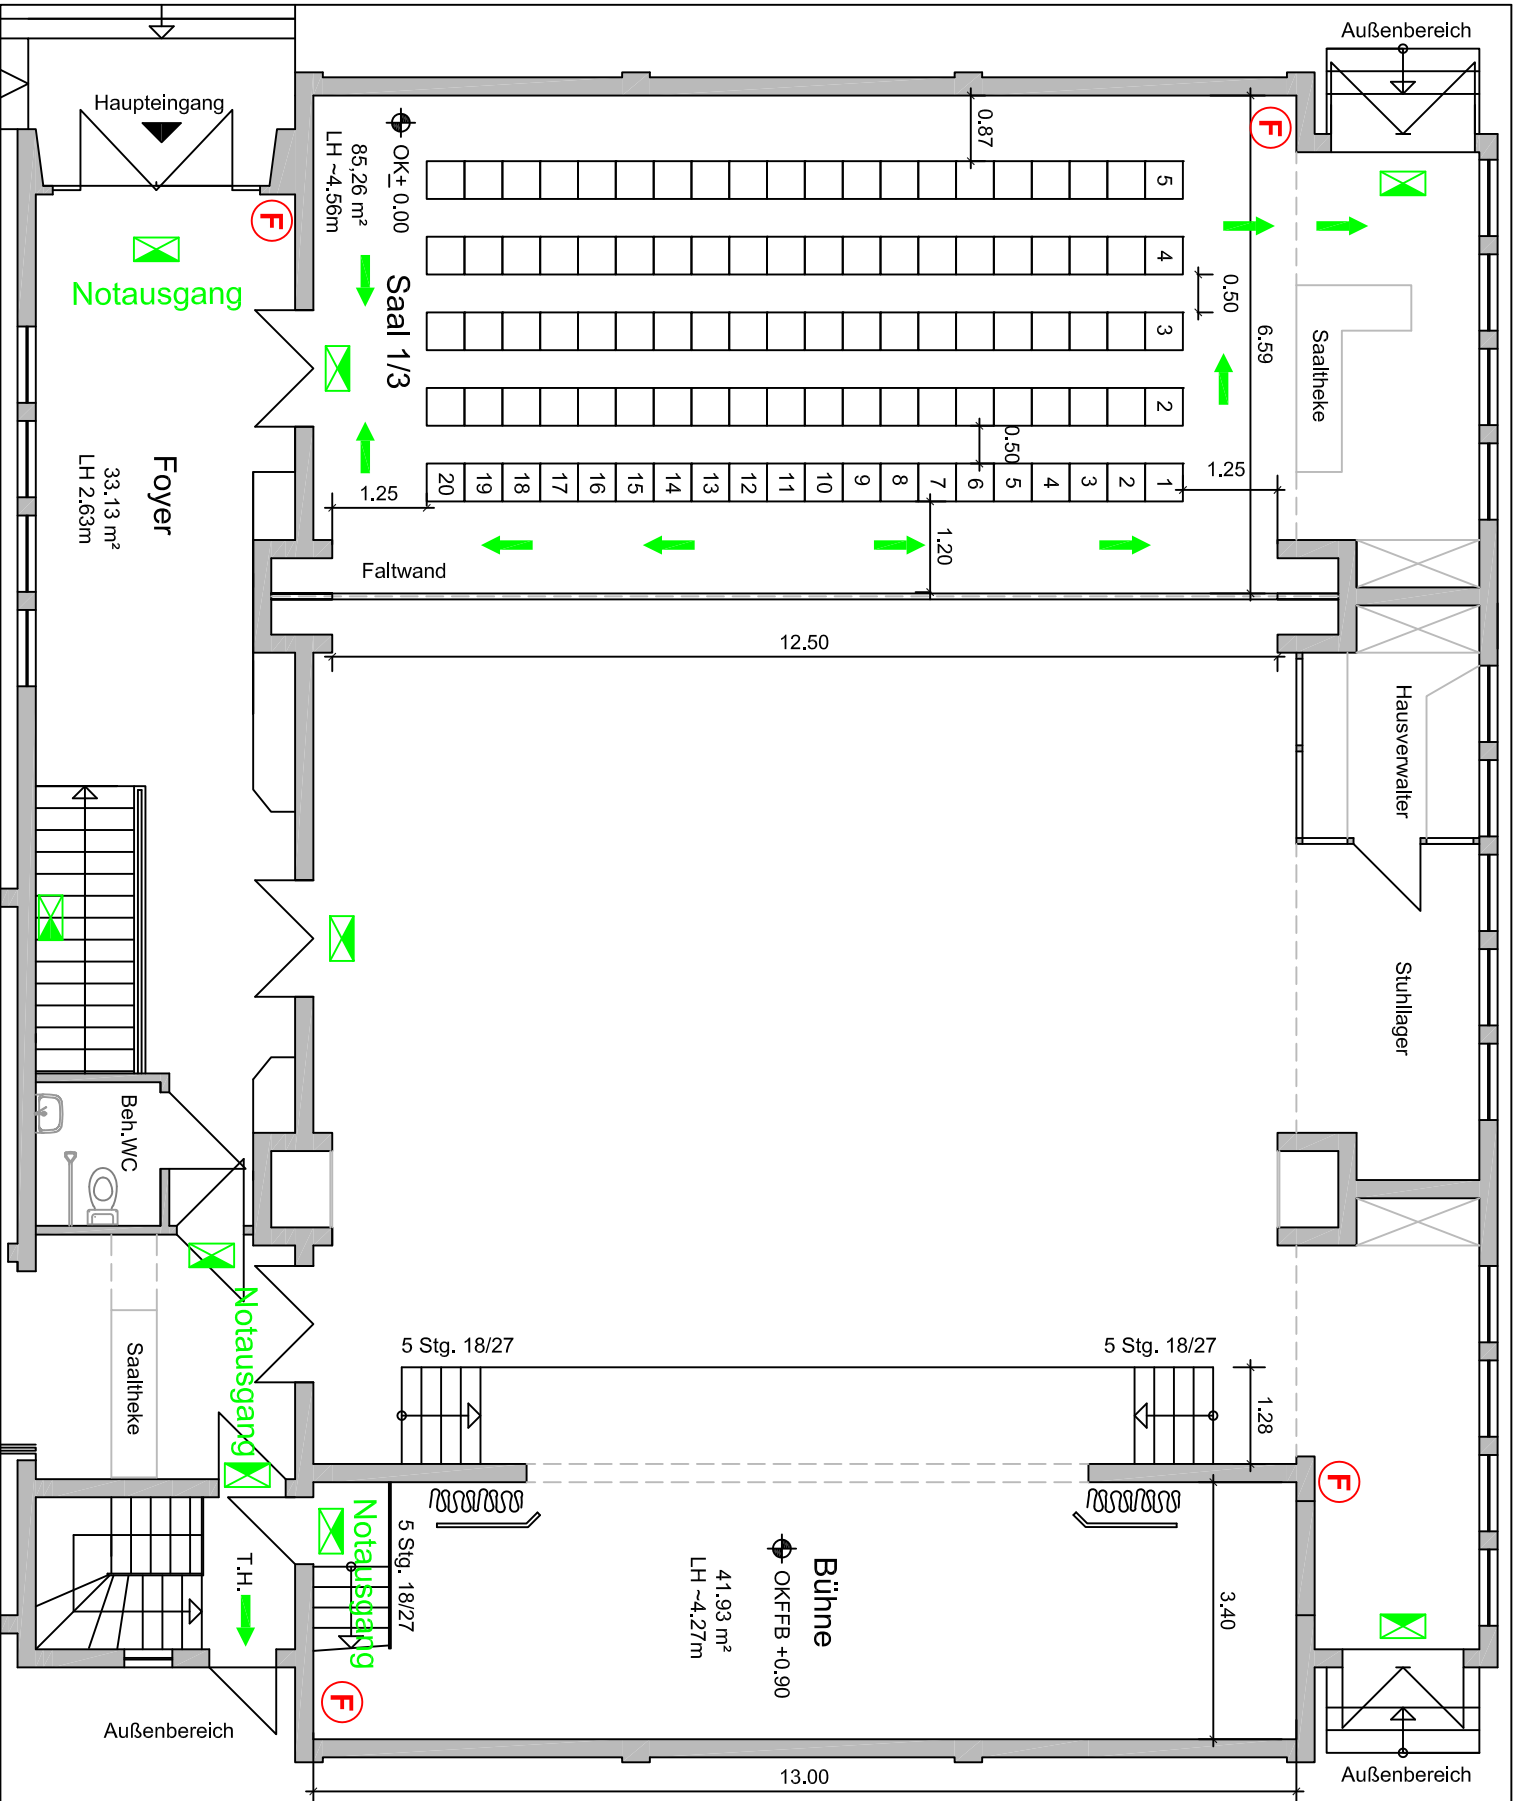 Außenbereich
Haupteingang
F
F
Notausgang
OK± 0.00
85,26 m²
LH ~4.56m
Saal 1/3
0.87
5
4
3
2
0.50
6.59
0.50
1.25
1.25
1.20
1
2
3
4
5
6
7
8
9
10
11
12
13
14
15
16
17
18
19
20
Saaltheke
Foyer
33.13 m²
LH 2.63m
Faltwand
12.50
Hausverwalter
Stuhllager
Beh.WC
Notausgang
Saaltheke
5 Stg. 18/27
5 Stg. 18/27
1.28
F
Notausgang
5 Stg. 18/27
T.H.
Bühne
OKFFB +0.90
41.93 m²
LH ~4.27m
3.40
F
Außenbereich
13.00
Außenbereich